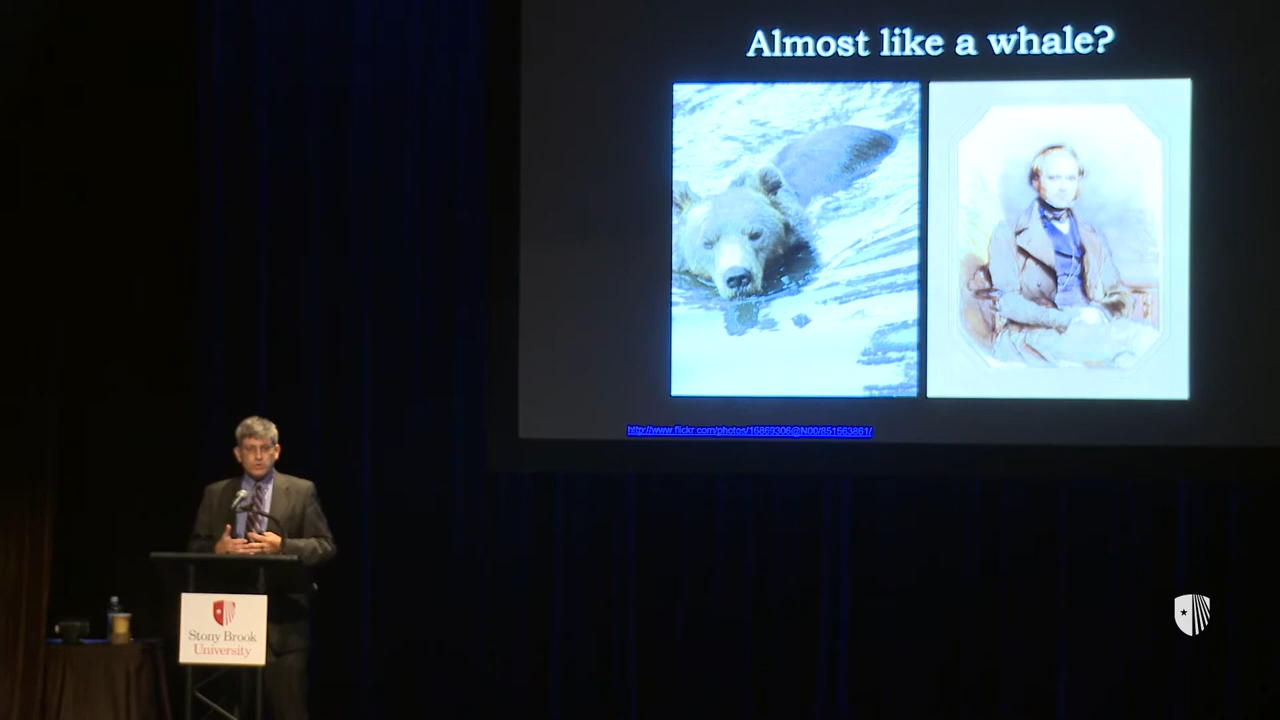 Almost like a whale?
http://www.flickr.com/photos/16869306@N00/851563861/
Stony Brook
University